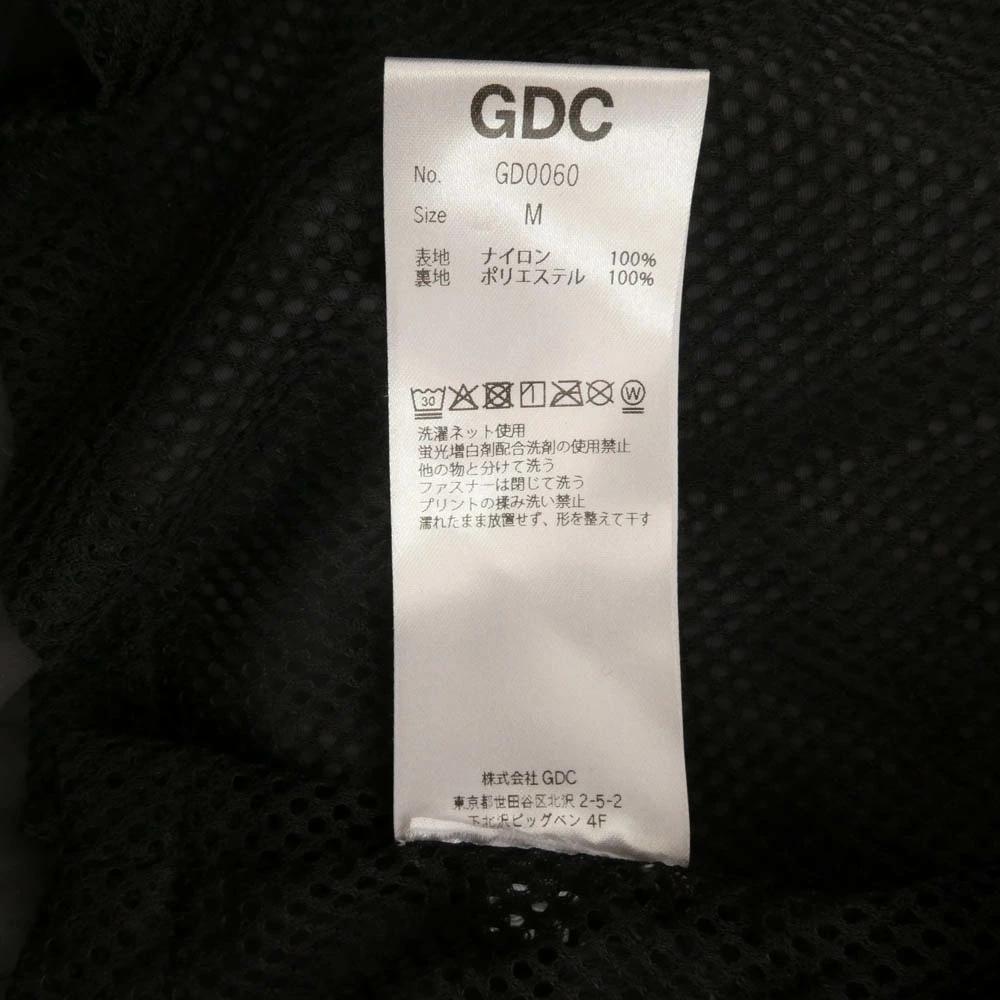 GDC
No. GD0060
Size M
表地 ナイロン 100%
裏地 ポリエステル 100%
30 W
洗濯ネット使用
蛍光増白剤配合洗剤の使用禁止
他の物と分けて洗う
ファスナーは閉じて洗う
プリントの揉み洗い禁止
濡れたまま放置せず、形を整えて干す
株式会社 GDC
東京都世田谷区北沢 2-5-2
下北沢ビッグベン 4F